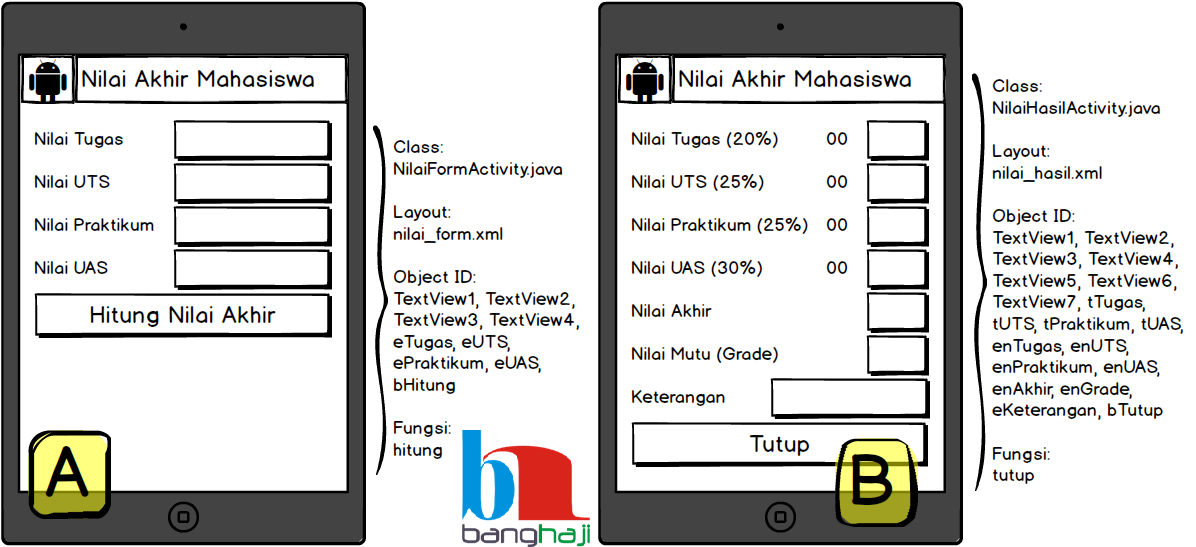 Nilai Akhir Mahasiswa
Nilai Tugas
Nilai UTS
Nilai Praktikum
Nilai UAS
Hitung Nilai Akhir
A
Class:
NilaiFormActivity.java
Layout:
nilai_form.xml
Object ID:
TextView1, TextView2,
TextView3, TextView4,
eTugas, eUTS,
ePraktikum, eUAS,
bHitung
Fungsi:
hitung
banghaji
Nilai Akhir Mahasiswa
Nilai Tugas (20%) 00
Nilai UTS (25%) 00
Nilai Praktikum (25%) 00
Nilai UAS (30%) 00
Nilai Akhir
Nilai Mutu (Grade)
Keterangan
Tutup
B
Class:
NilaiHasilActivity.java
Layout:
nilai_hasil.xml
Object ID:
TextView1, TextView2,
TextView3, TextView4,
TextView5, TextView6,
TextView7, tTugas,
tUTS, tPraktikum, tUAS,
enTugas, enUTS,
enPraktikum, enUAS,
enAkhir, enGrade,
eKeterangan, bTutup
Fungsi:
tutup